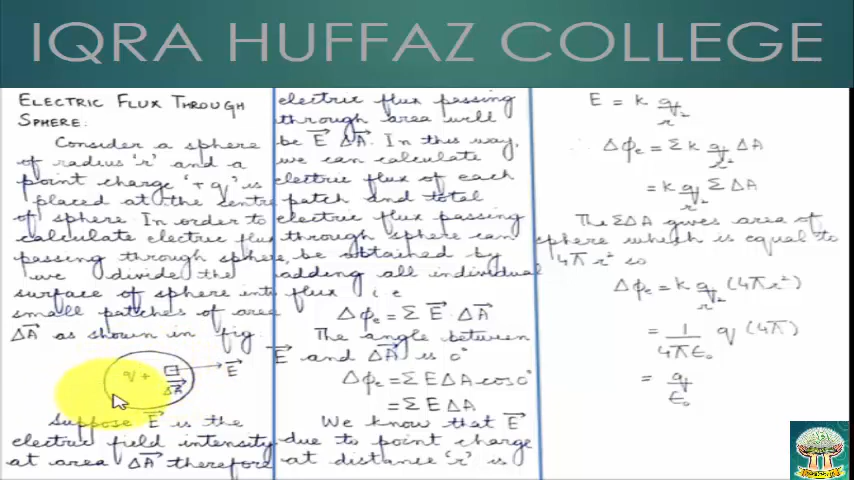 IQRA HUFFAZ COLLEGE
ELECTRIC FLUX THROUGH
SPHERE:
Consider a sphere
of radius 'r' and a
point charge '+q' is
placed at the centre
of sphere. In order to
calculate electric flux
passing through sphere,
we divide the
surface of sphere into
small patches of area
ΔA⃗ as shown in fig
q +
ΔA⃗
E⃗
Suppose E⃗ is the
electric field intensity
at area ΔA⃗ therefore
electric flux passing
through area will
be E⃗ ΔA⃗. In this way,
we can calculate
electric flux of each
patch and total
electric flux passing
through sphere can
be obtained by
adding all individual
flux i.e
Δφe = Σ E⃗ · ΔA⃗
The angle between
E⃗ and ΔA⃗ is 0°
Δφe = Σ E ΔA cos0°
= Σ E ΔA
We know that E⃗
due to point charge
at distance 'r' is
E = k q/r²
∴ Δφe = Σ k q/r² ΔA
= k q/r² Σ ΔA
The ΣΔA gives area of
sphere which is equal to
4πr² so
Δφe = k q/r² (4πr²)
= 1/4πε₀ q (4π)
= q/ε₀